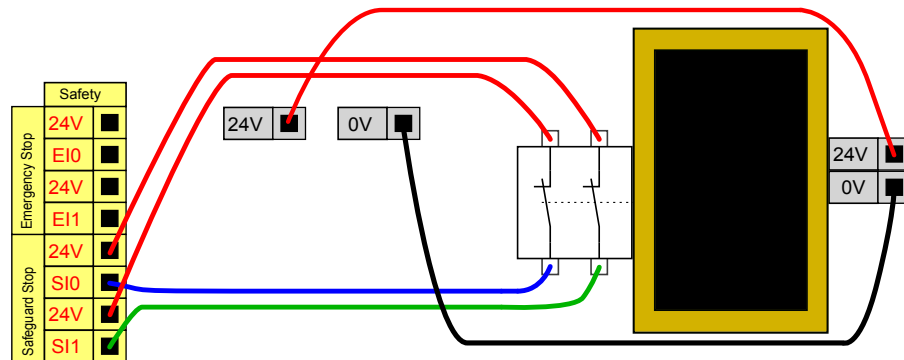 Safety
Emergency Stop
24V
EI0
24V
EI1
Safeguard Stop
24V
SI0
24V
SI1
24V
0V
24V
0V